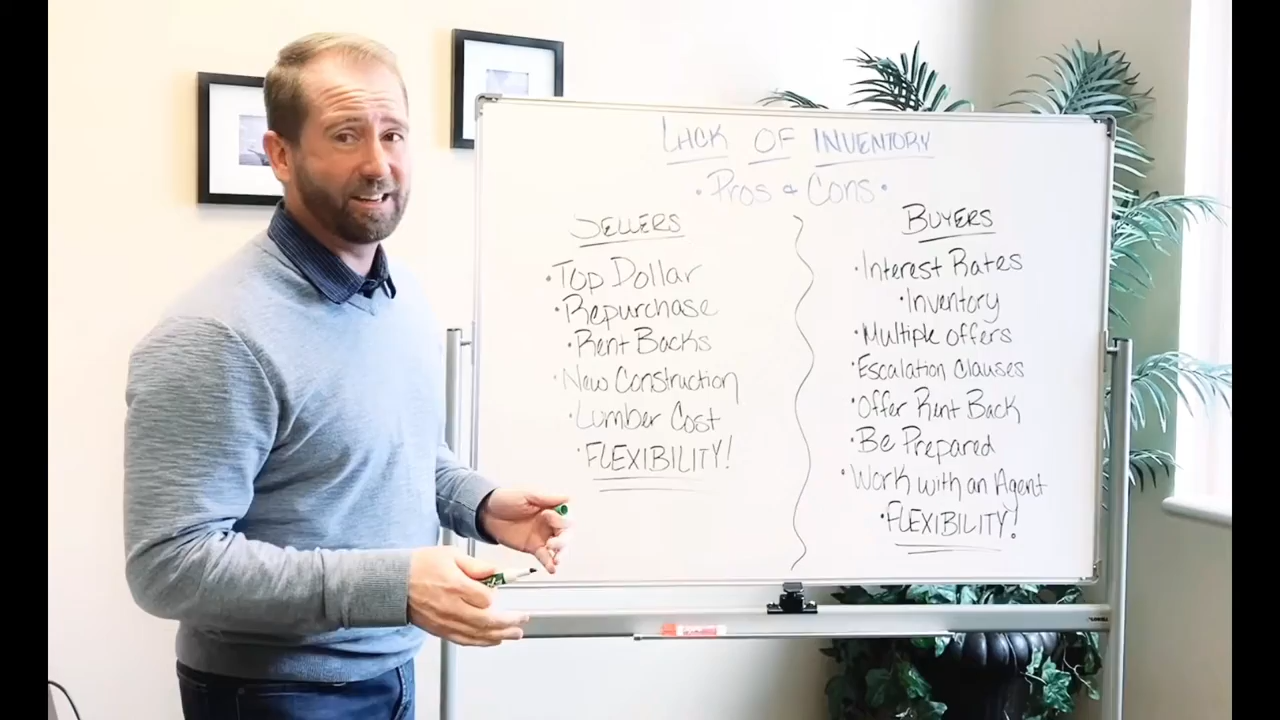 LACK OF INVENTORY
• Pros & Cons •
SELLERS
• Top Dollar
• Repurchase
• Rent Backs
• New Construction
• Lumber Cost
• FLEXIBILITY!
BUYERS
• Interest Rates
• Inventory
• Multiple Offers
• Escalation Clauses
• Offer Rent Back
• Be Prepared
• Work with an Agent
• FLEXIBILITY!